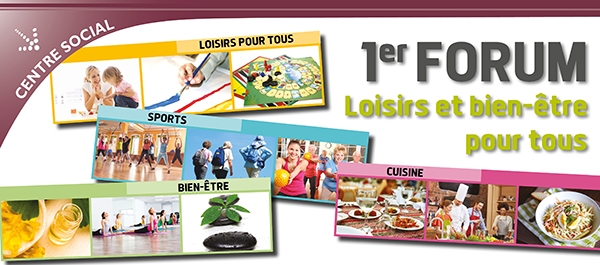 CENTRE SOCIAL
LOISIRS POUR TOUS
SPORTS
BIEN-ÊTRE
CUISINE
1er FORUM
Loisirs et bien-être
pour tous